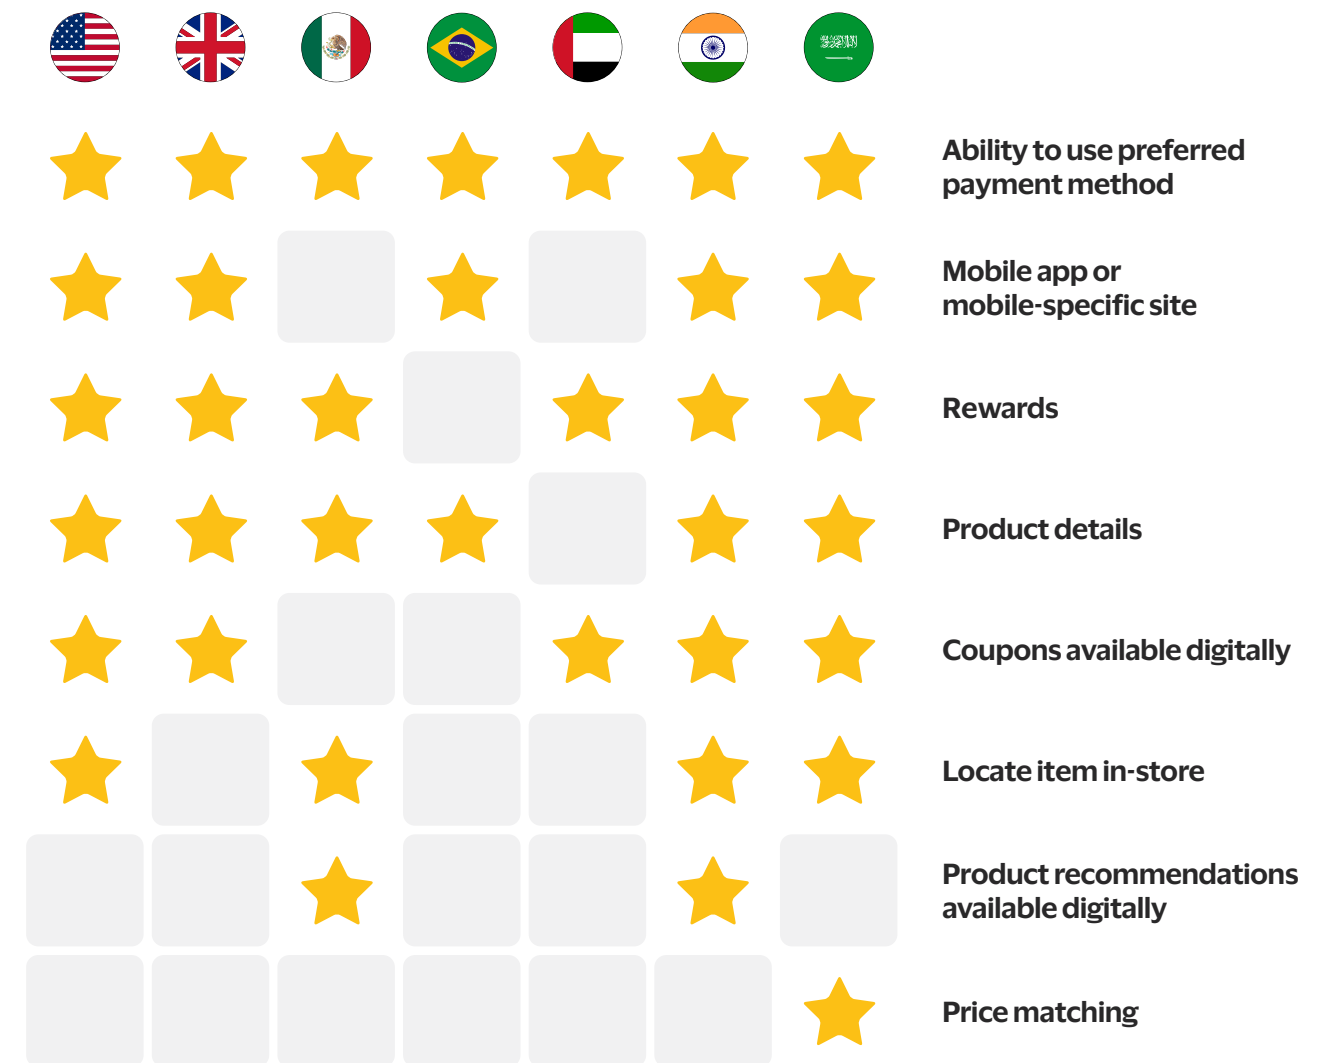 Ability to use preferred
payment method
Mobile app or
mobile-specific site
Rewards
Product details
Coupons available digitally
Locate item in-store
Product recommendations
available digitally
Price matching